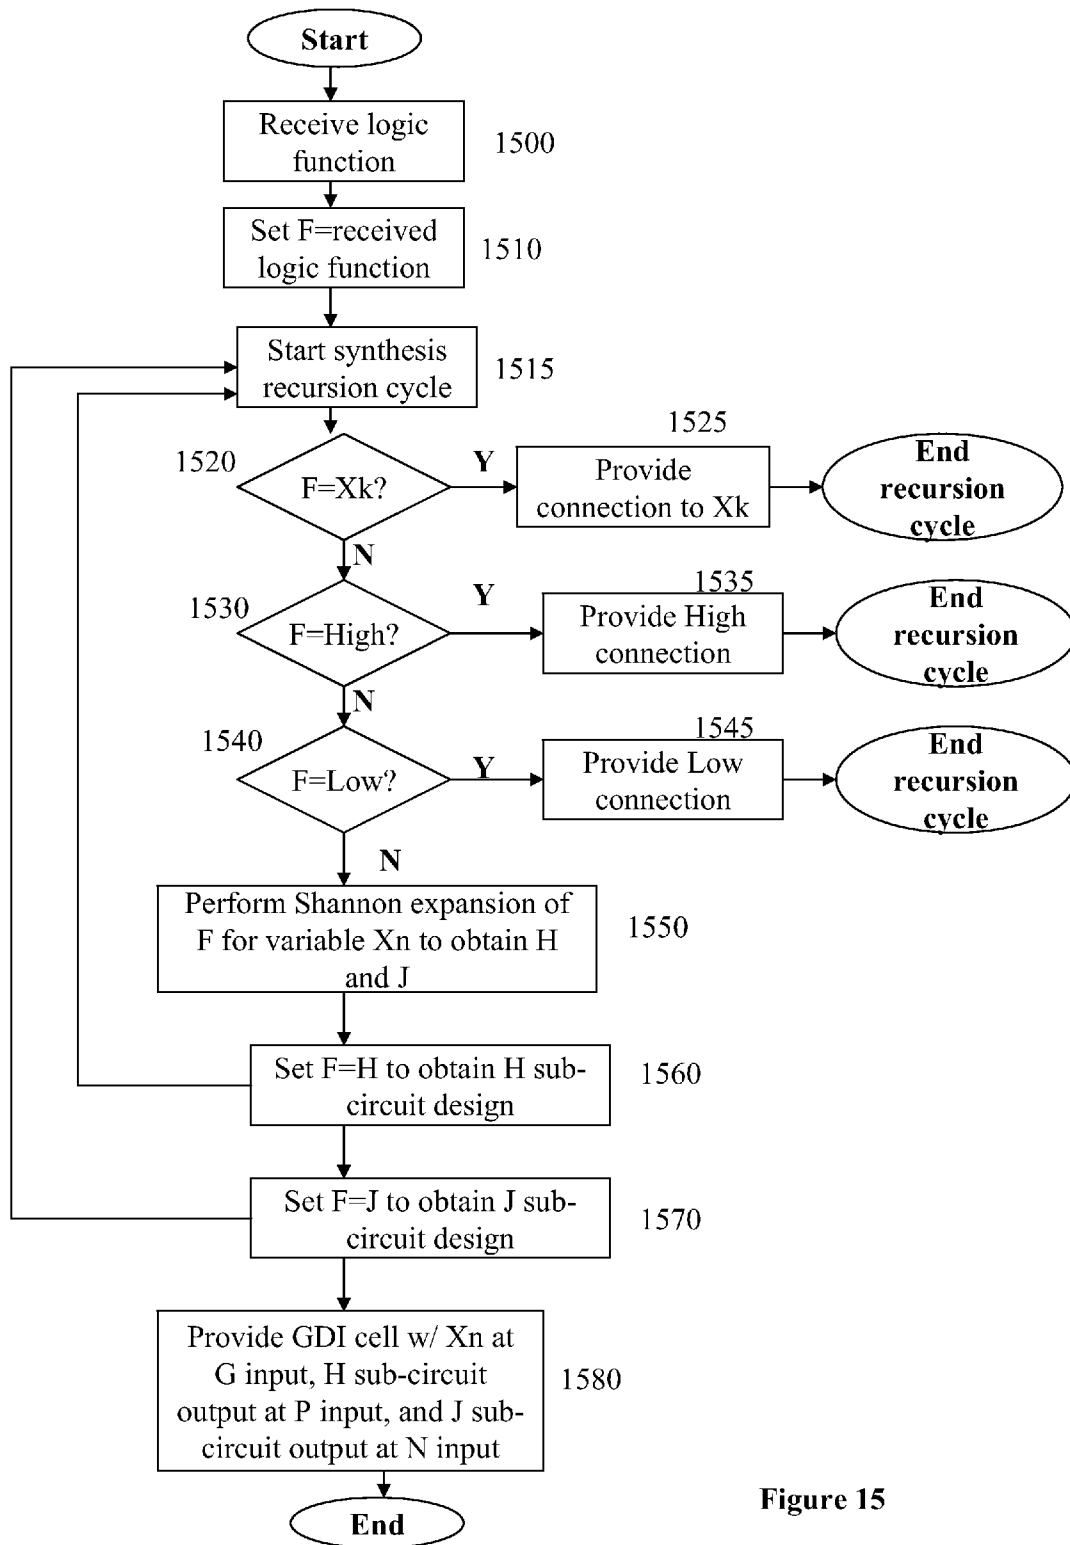 Start
Receive logic
function
1500
Set F=received
logic function
1510
Start synthesis
recursion cycle
1515
1520
F=Xk?
Y
N
1525
Provide
connection to Xk
End
recursion
cycle
1530
F=High?
Y
N
1535
Provide High
connection
End
recursion
cycle
1540
F=Low?
Y
N
1545
Provide Low
connection
End
recursion
cycle
Perform Shannon expansion of
F for variable Xn to obtain H
and J
1550
Set F=H to obtain H sub-
circuit design
1560
Set F=J to obtain J sub-
circuit design
1570
Provide GDI cell w/ Xn at
G input, H sub-circuit
output at P input, and J sub-
circuit output at N input
1580
End
Figure 15